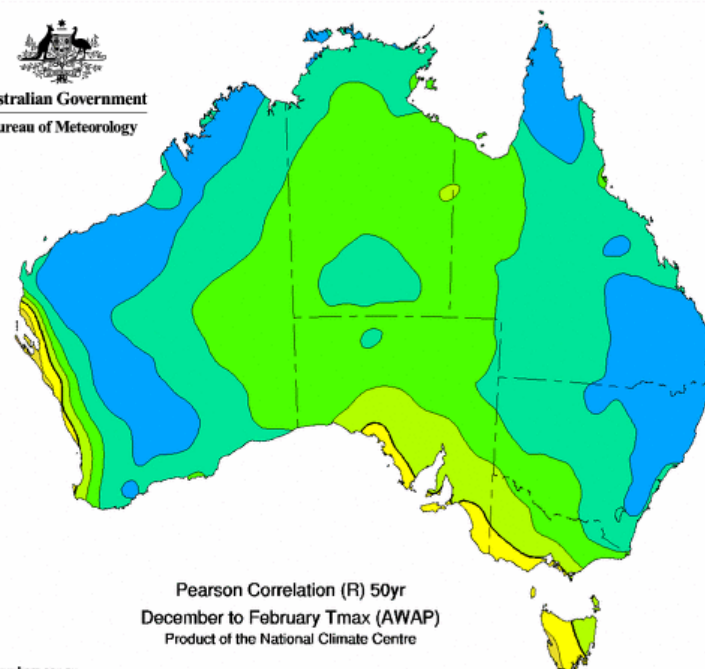 stralian Government
ureau of Meteorology
Pearson Correlation (R) 50yr
December to February Tmax (AWAP)
Product of the National Climate Centre